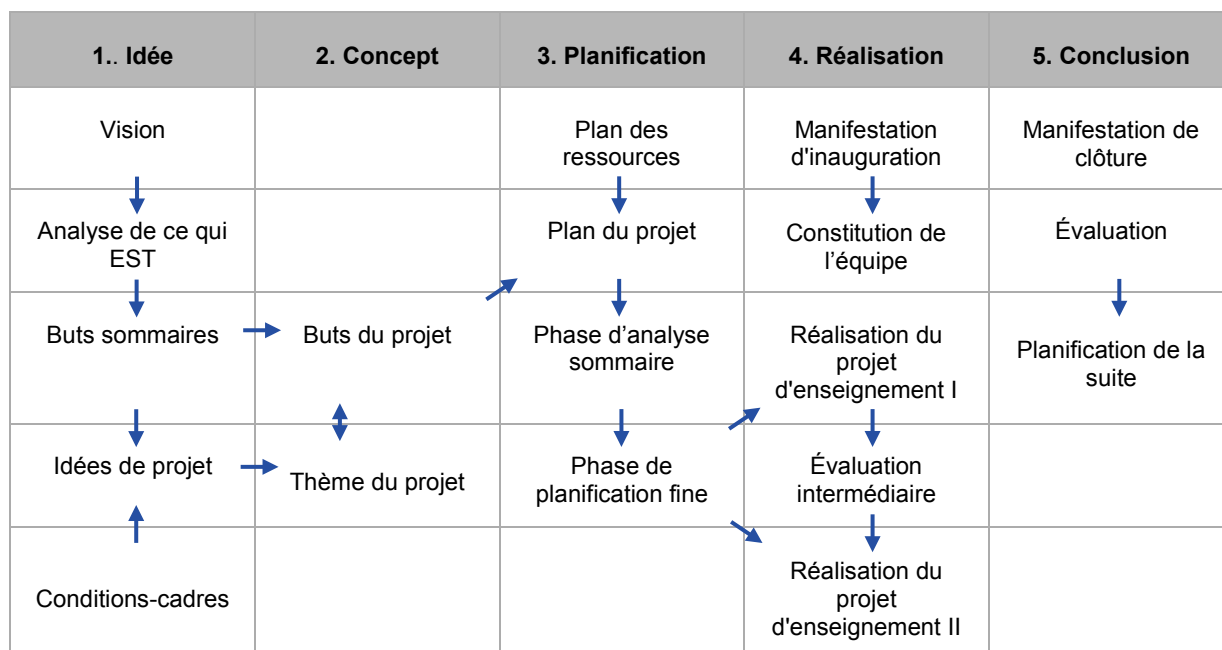 1.. Idée
2. Concept
3. Planification
4. Réalisation
5. Conclusion
Vision
Plan des
ressources
Manifestation
d'inauguration
Manifestation de
clôture
Analyse de ce qui
EST
Plan du projet
Constitution de
l’équipe
Évaluation
Buts sommaires
Buts du projet
Phase d’analyse
sommaire
Réalisation du
projet
d'enseignement I
Planification de la
suite
Idées de projet
Thème du projet
Phase de
planification fine
Évaluation
intermédiaire
Conditions-cadres
Réalisation du
projet
d'enseignement II